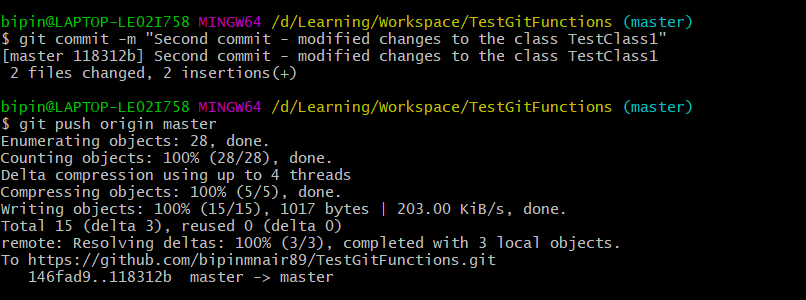 bipin@LAPTOP-LE02I758 MINGW64 /d/Learning/Workspace/TestGitFunctions (master)
$ git commit -m "Second commit - modified changes to the class TestClass1"
[master 118312b] Second commit - modified changes to the class TestClass1
 2 files changed, 2 insertions(+)
bipin@LAPTOP-LE02I758 MINGW64 /d/Learning/Workspace/TestGitFunctions (master)
$ git push origin master
Enumerating objects: 28, done.
Counting objects: 100% (28/28), done.
Delta compression using up to 4 threads
Compressing objects: 100% (5/5), done.
Writing objects: 100% (15/15), 1017 bytes | 203.00 KiB/s, done.
Total 15 (delta 3), reused 0 (delta 0)
remote: Resolving deltas: 100% (3/3), completed with 3 local objects.
To https://github.com/bipinmnair89/TestGitFunctions.git
   146fad9..118312b  master -> master